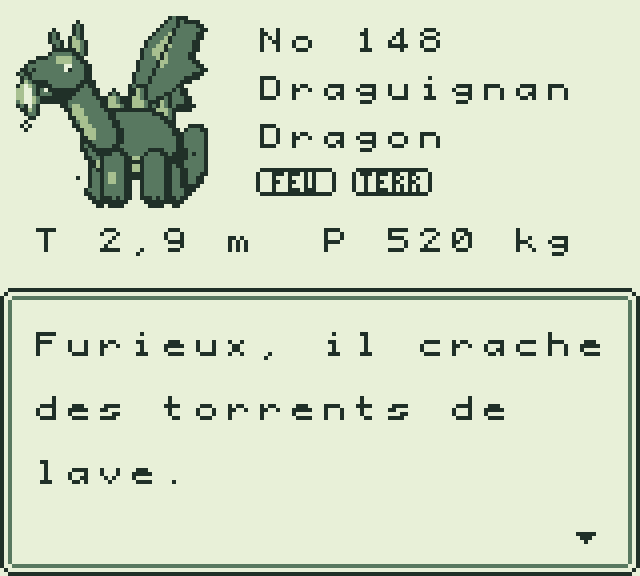 No 148
Draguignan
Dragon
FEU TERR
T 2,9 m P 520 kg
Furieux, il crache
des torrents de
lave.